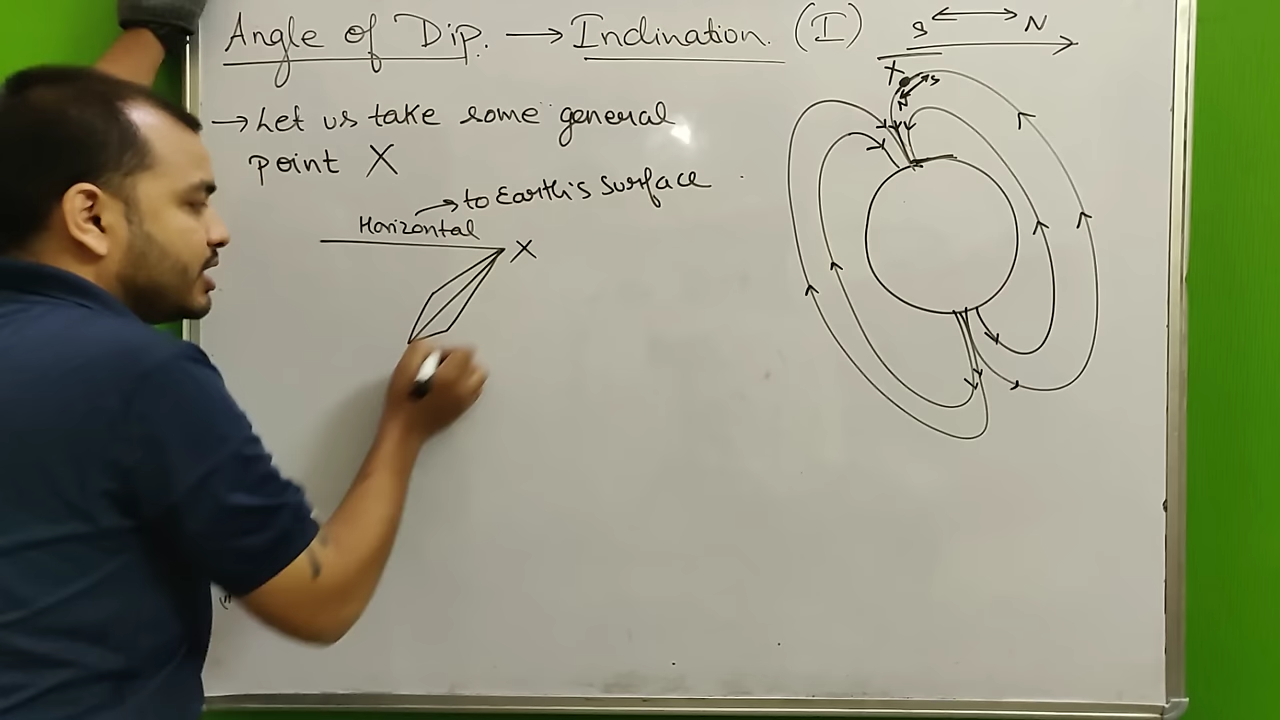 Angle of Dip. → Inclination. (I)
→ Let us take some general
point X
→ to Earth's surface
Horizontal
X
S ↔ N
X
S
N